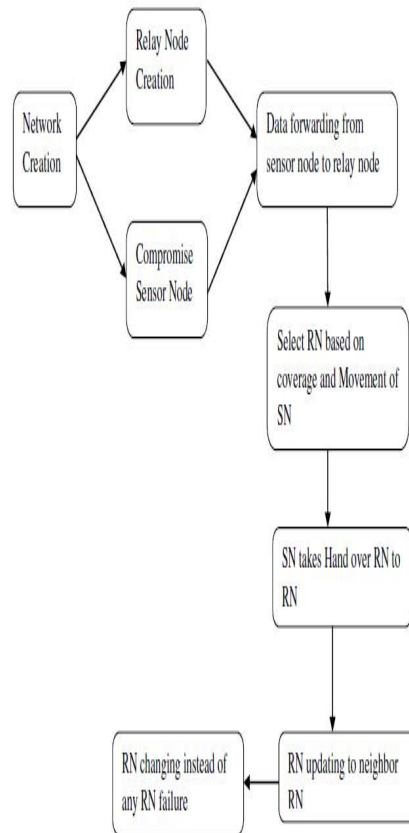 Relay Node
Creation
Network
Creation
Data forwarding from
sensor node to relay node
Compromise
Sensor Node
Select RN based on
coverage and Movement of
SN
SN takes Hand over RN to
RN
RN changing instead of
any RN failure
RN updating to neighbor
RN